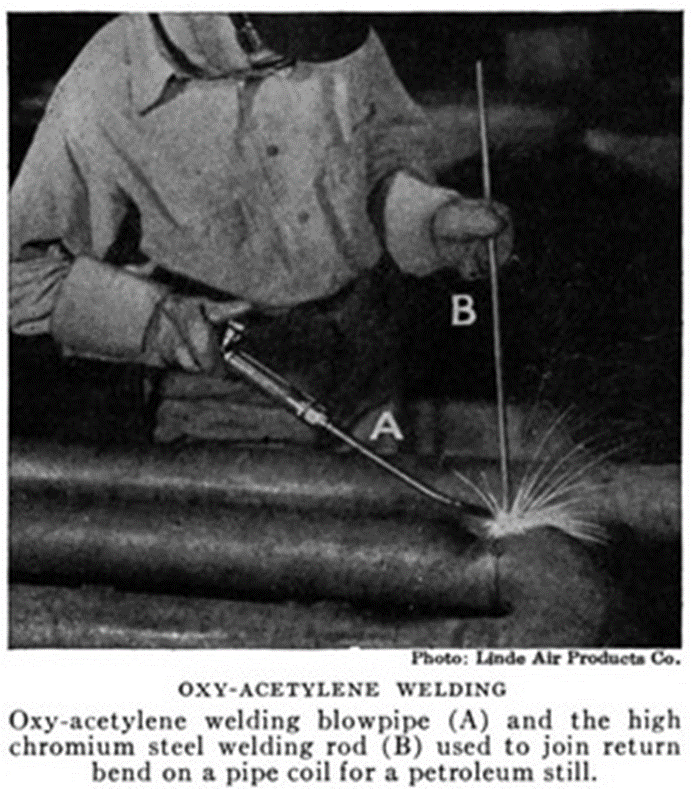 B
A
Photo: Linde Air Products Co.
OXY-ACETYLENE WELDING
Oxy-acetylene welding blowpipe (A) and the high
chromium steel welding rod (B) used to join return
bend on a pipe coil for a petroleum still.